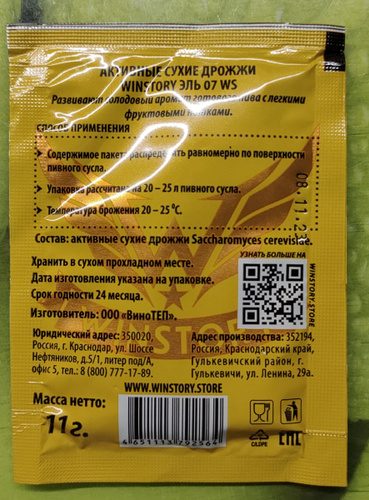 АКТИВНЫЕ СУХИЕ ДРОЖЖИ
WINSTORY ЭЛЬ 07 WS
Развивают солодовый аромат готового пива с легкими
фруктовыми нотками.
СПОСОБ ПРИМЕНЕНИЯ
Содержимое пакета распределить равномерно по поверхности
пивного сусла.
Упаковка рассчитана на 20 – 25 л пивного сусла.
Температура брожения 20 – 25 °С.
08.11.23
Состав: активные сухие дрожжи Saccharomyces cerevisiae.
Хранить в сухом прохладном месте.
Дата изготовления указана на упаковке.
Срок годности 24 месяца.
Изготовитель: ООО «ВиноТЕП».
УЗНАТЬ БОЛЬШЕ НА
WINSTORY.STORE
Юридический адрес: 350020,
Россия, г. Краснодар, ул. Шоссе
Нефтяников, д.5/1, литер под/А,
офис 5, тел.: 8 (800) 777-17-89.
Адрес производства: 352194,
Россия, Краснодарский край,
Гулькевичский район, г.
Гулькевичи, ул. Ленина, 29а.
WINSTORY
WWW.WINSTORY.STORE
Масса нетто:
11 г.
4651113792564
C/LDPE
EAC